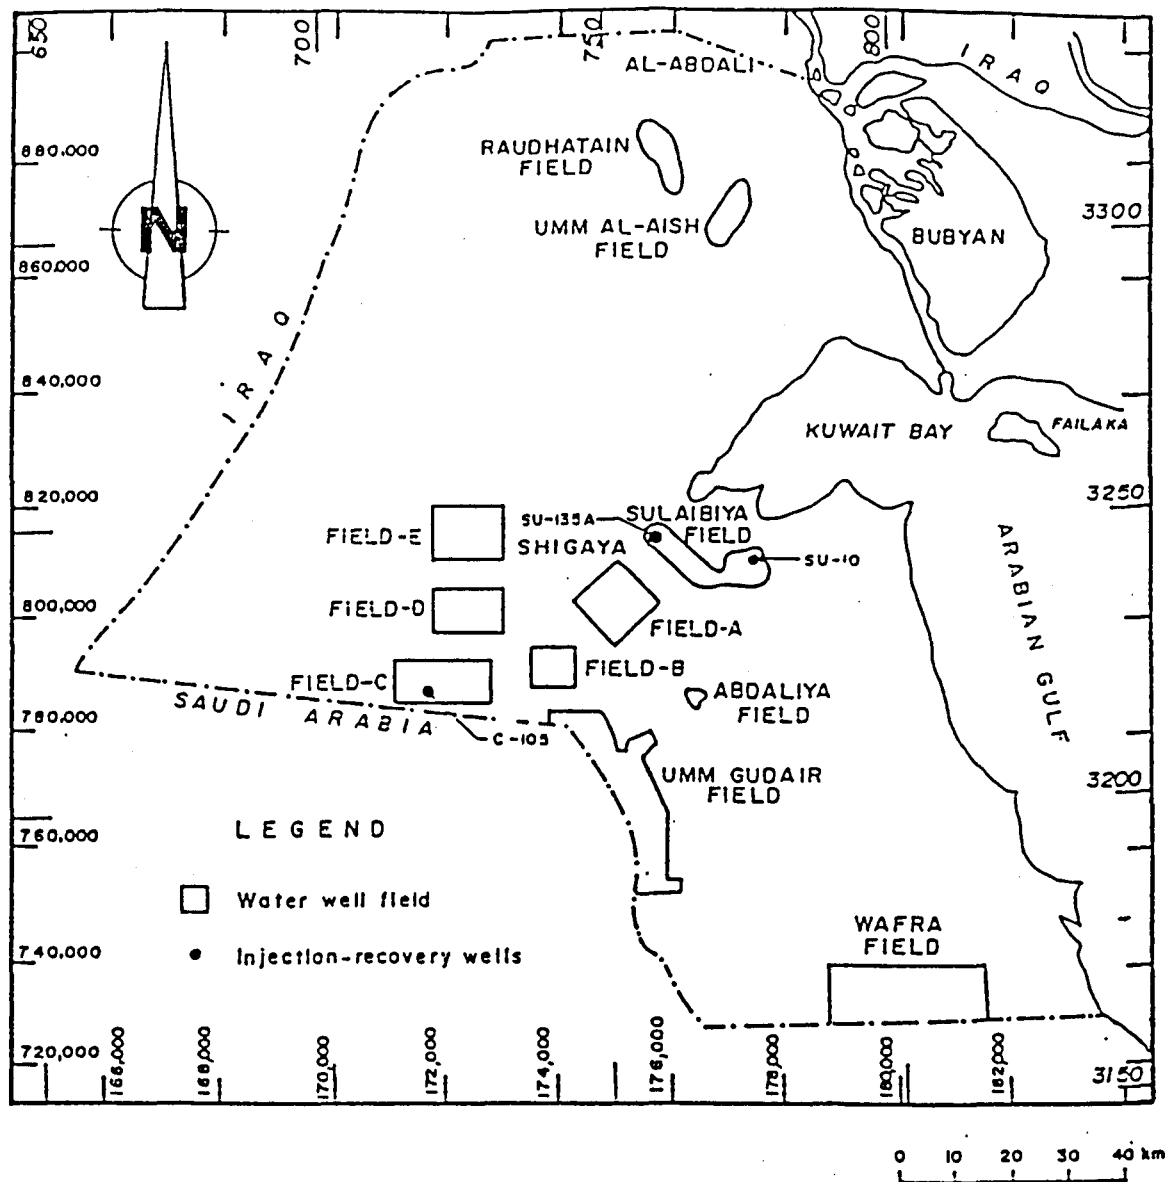 650
700
750
800
IRAQ
AL-ABDALI
880,000
RAUDHATAIN
FIELD
N
UMM AL-AISH
FIELD
3300
BUBYAN
860,000
IRAQ
840,000
KUWAIT BAY
FAILAKA
820,000
3250
SU-135A
SULAIBIYA
FIELD
FIELD-E
SHIGAYA
SU-10
ARABIAN GULF
800,000
FIELD-D
FIELD-A
FIELD-B
FIELD-C
ABDALIYA
FIELD
SAUDI ARABIA
780,000
C-105
UMM GUDAIR
FIELD
3200
LEGEND
760,000
Water well field
WAFRA
FIELD
740,000
Injection-recovery wells
720,000
166,000
168,000
170,000
172,000
174,000
176,000
178,000
180,000
182,000
3150
0 10 20 30 40 km